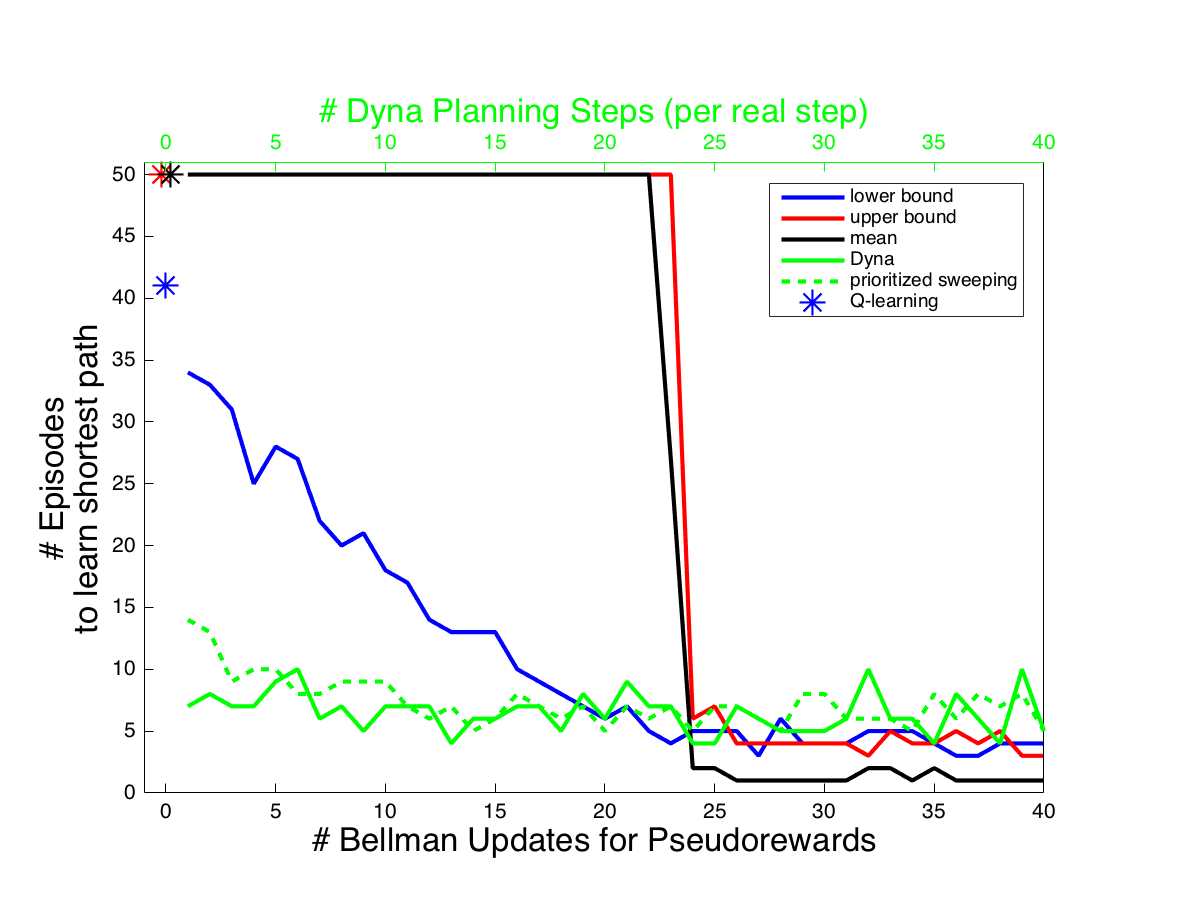 # Dyna Planning Steps (per real step)
0 5 10 15 20 25 30 35 40
50
45
40
35
30
25
20
15
10
5
0
# Episodes
to learn shortest path
lower bound
upper bound
mean
Dyna
prioritized sweeping
Q-learning
0 5 10 15 20 25 30 35 40
# Bellman Updates for Pseudorewards